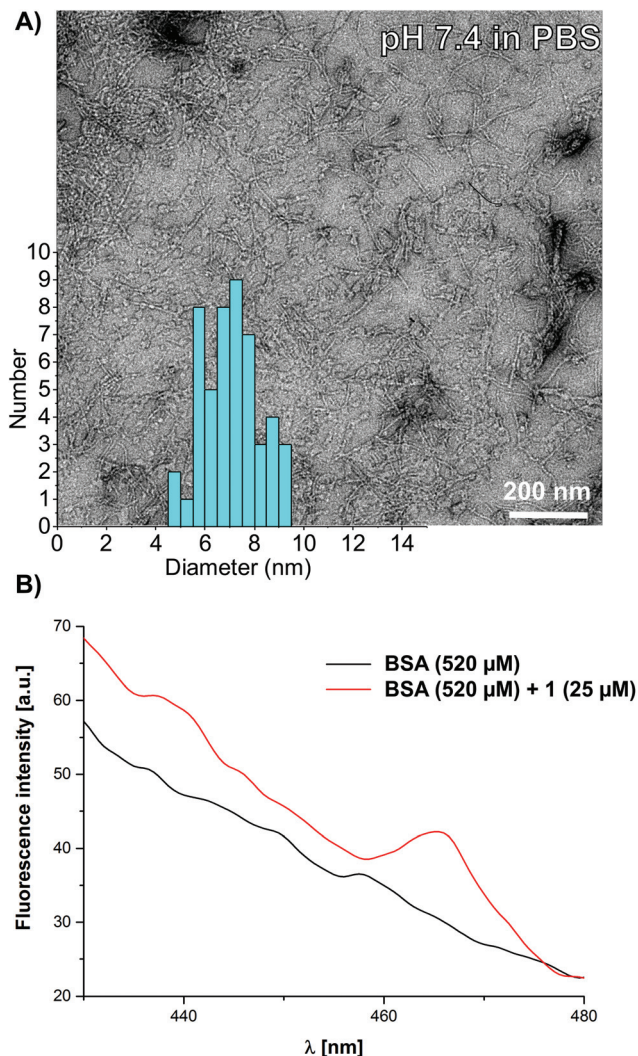 A)
pH 7.4 in PBS
10
9
8
7
6
5
4
3
2
1
0
Number
0 2 4 6 8 10 12 14
Diameter (nm)
200 nm
B)
70
60
50
40
30
20
Fluorescence intensity [a.u.]
BSA (520 µM)
BSA (520 µM) + 1 (25 µM)
440 460 480
λ [nm]